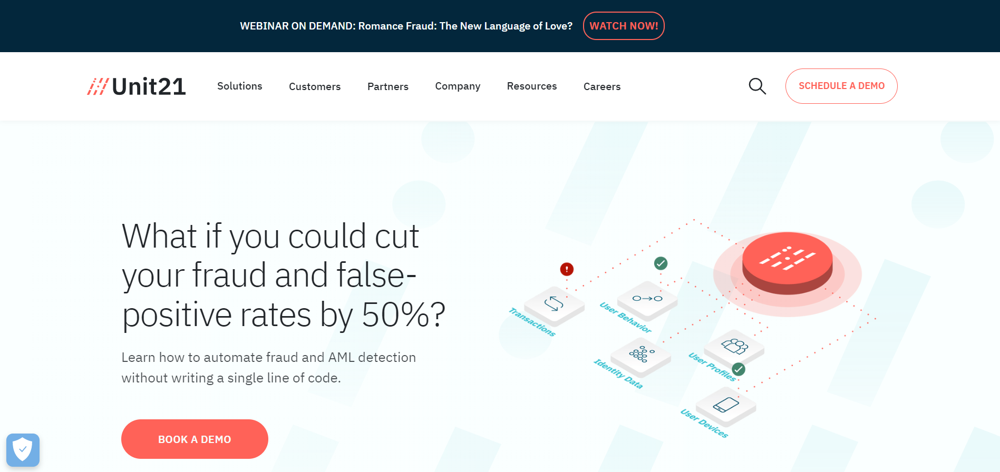 WEBINAR ON DEMAND: Romance Fraud: The New Language of Love? WATCH NOW!
Unit21 Solutions Customers Partners Company Resources Careers SCHEDULE A DEMO
What if you could cut
your fraud and false-
positive rates by 50%?
Learn how to automate fraud and AML detection
without writing a single line of code.
BOOK A DEMO
Transactions
User Behavior
Identity Data
User Profiles
User Devices